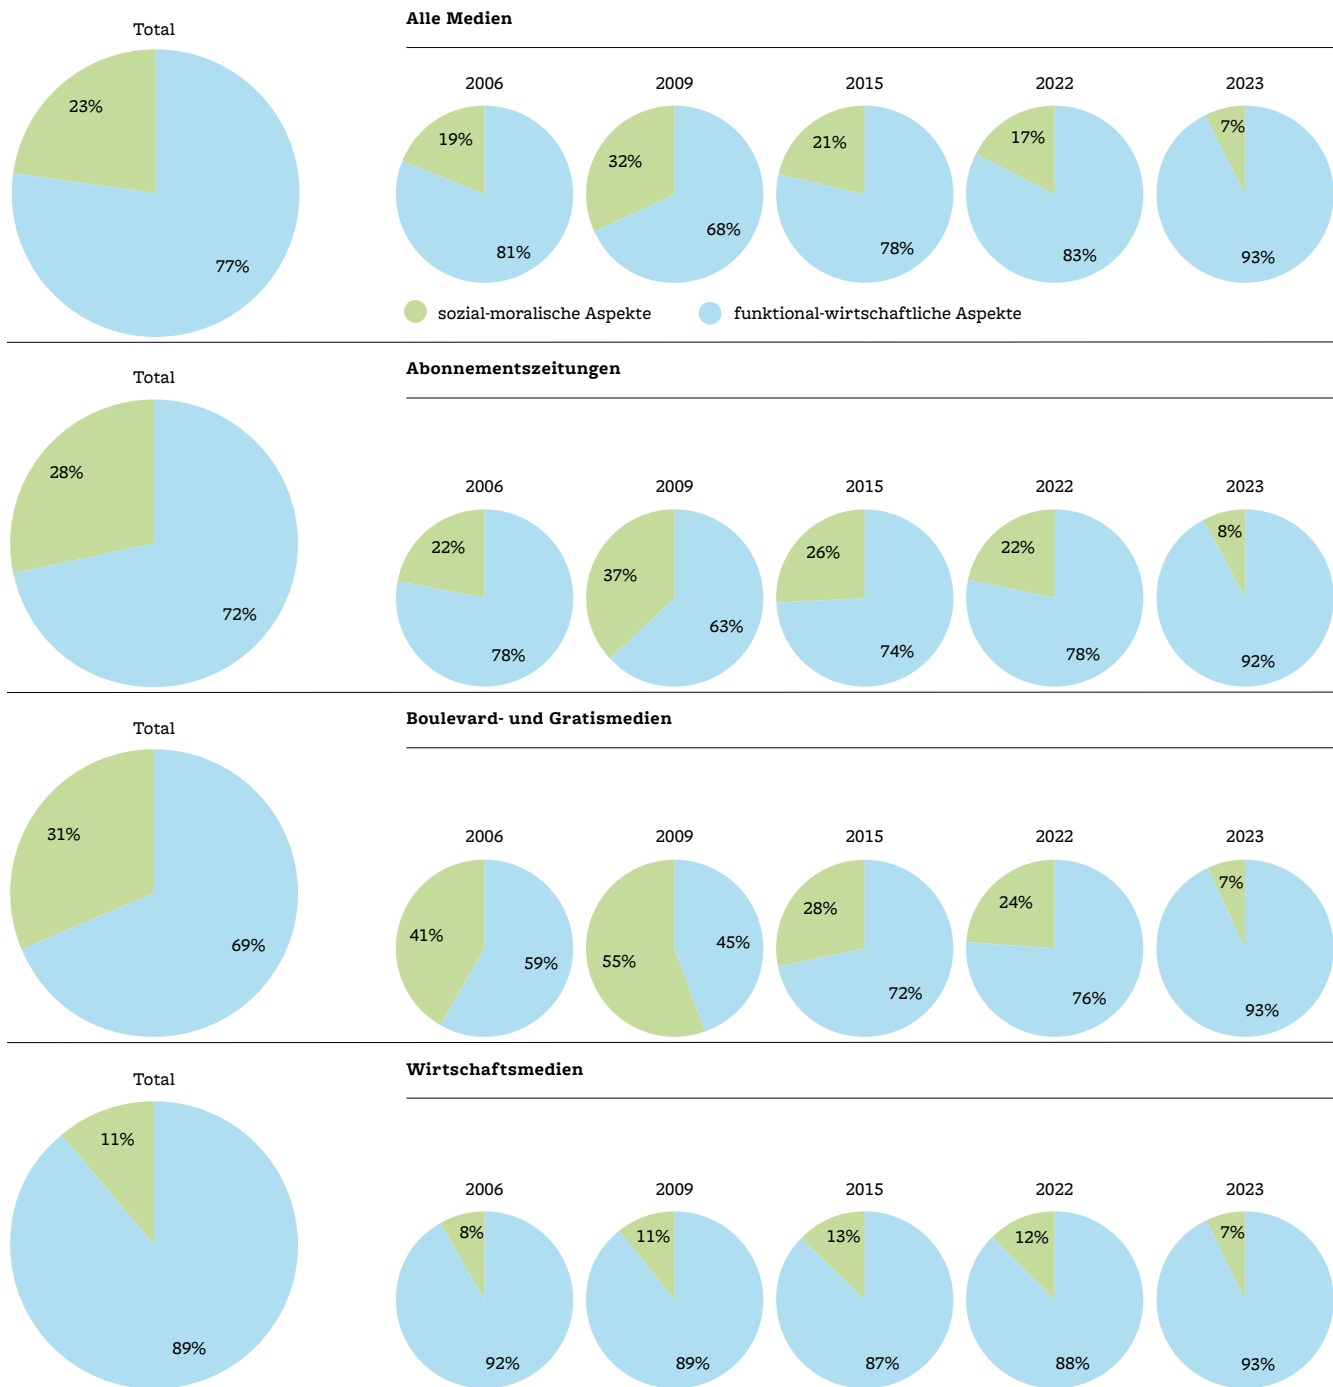 Total
23%
77%
Alle Medien
2006 2009 2015 2022 2023
19% 32% 21% 17% 7%
81% 68% 78% 83% 93%
sozial-moralische Aspekte funktional-wirtschaftliche Aspekte
Total
28%
72%
Abonnementszeitungen
2006 2009 2015 2022 2023
22% 37% 26% 22% 8%
78% 63% 74% 78% 92%
Total
31%
69%
Boulevard- und Gratismedien
2006 2009 2015 2022 2023
41% 55% 28% 24% 7%
59% 45% 72% 76% 93%
Total
11%
89%
Wirtschaftsmedien
2006 2009 2015 2022 2023
8% 11% 13% 12% 7%
92% 89% 87% 88% 93%